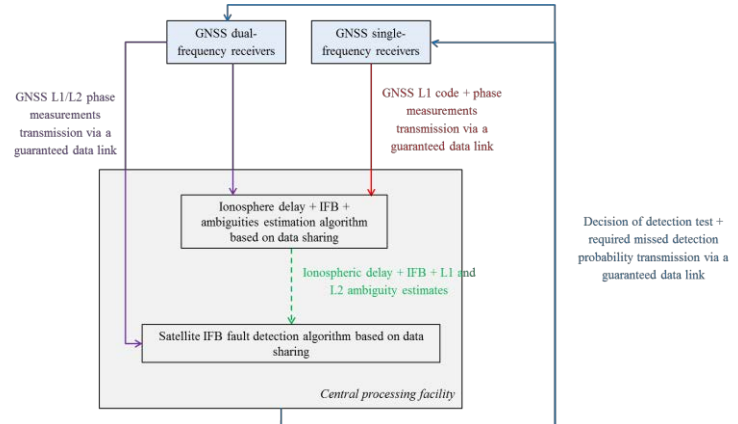 GNSS dual-
frequency receivers
GNSS single-
frequency receivers
GNSS L1/L2 phase
measurements
transmission via a
guaranteed data link
GNSS L1 code + phase
measurements
transmission via a
guaranteed data link
Ionosphere delay + IFB +
ambiguities estimation algorithm
based on data sharing
Decision of detection test +
required missed detection
probability transmission via a
guaranteed data link
Ionospheric delay + IFB + L1 and
L2 ambiguity estimates
Satellite IFB fault detection algorithm based on data
sharing
Central processing facility